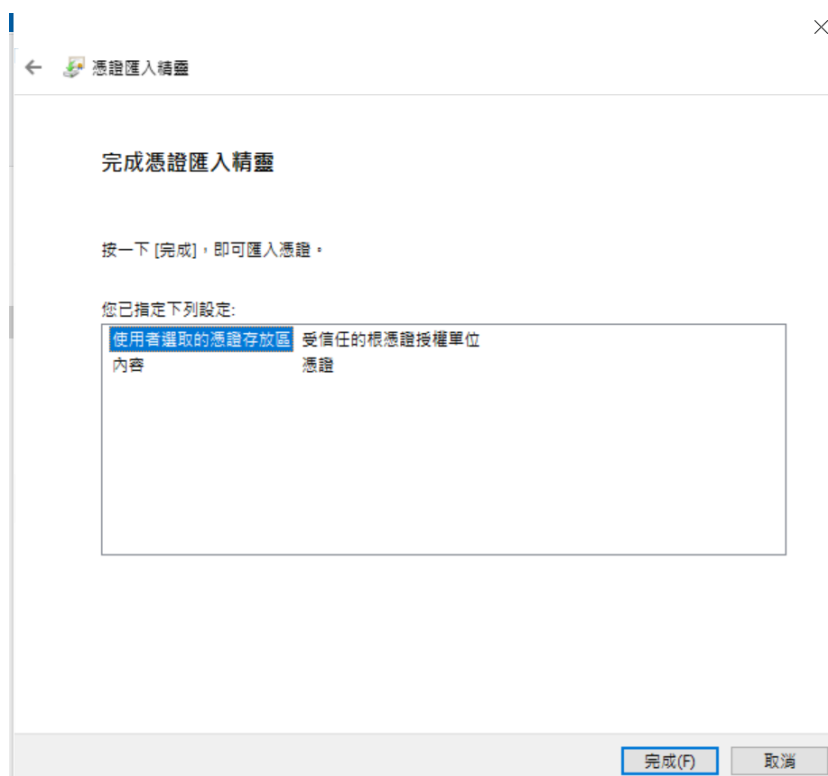 憑證匯入精靈
完成憑證匯入精靈
按一下 [完成]，即可匯入憑證。
您已指定下列設定:
使用者選取的憑證存放區 受信任的根憑證授權單位
內容 憑證
完成(F) 取消